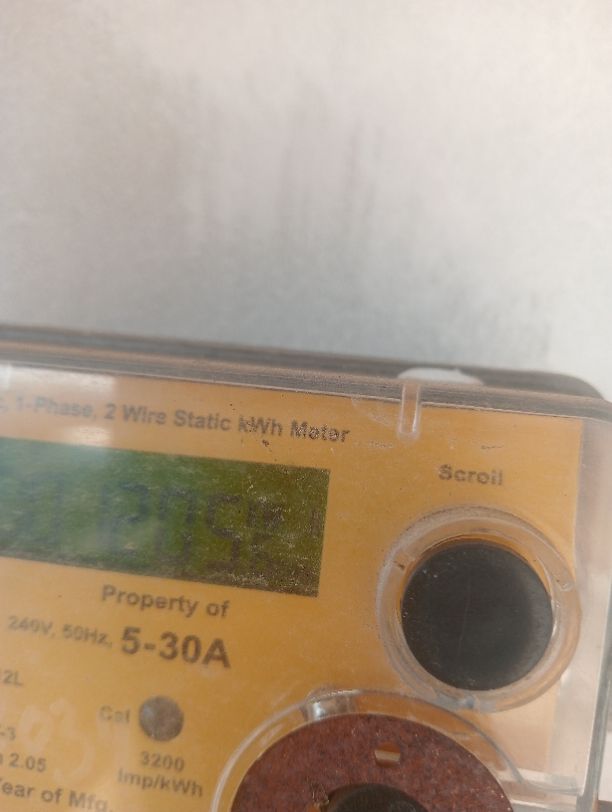 1-Phase, 2 Wire Static kWh Meter
Scroll
Property of
240V, 50Hz, 5-30A
Cal
3200
Imp/kWh
2.05
Year of Mfg.